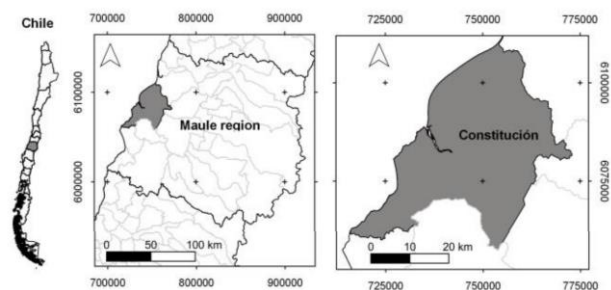 Chile
700000 800000 900000
6100000
6000000
Maule region
0 50 100 km
700000 800000 900000
725000 750000 775000
6100000
6075000
Constitución
0 10 20 km
725000 750000 775000